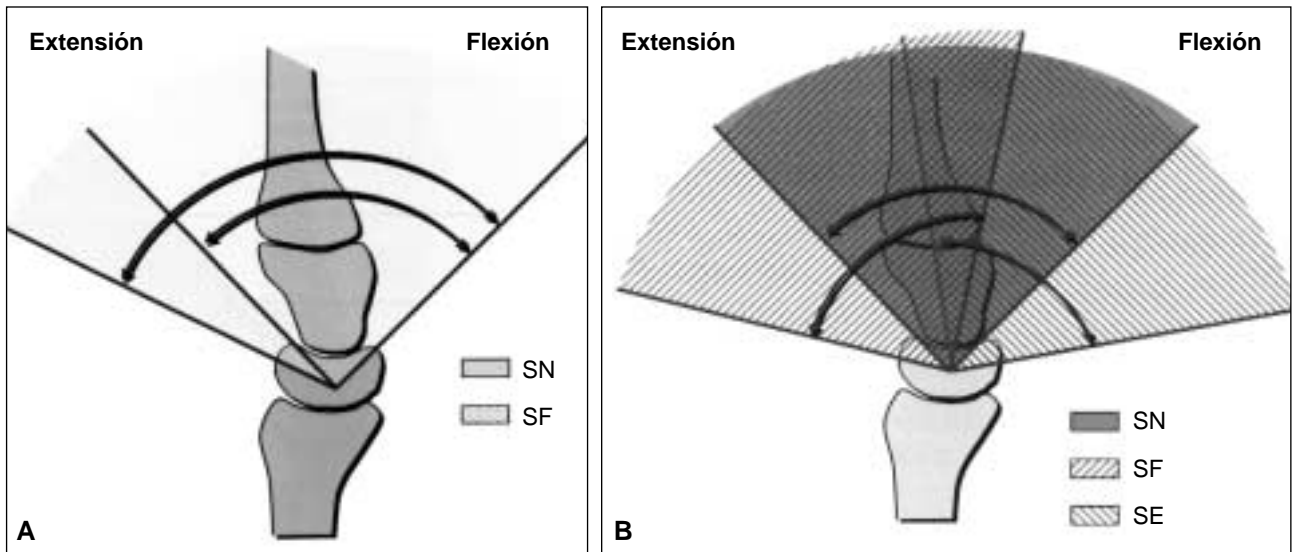 Extensión
Flexión
SN
SF
A
Extensión
Flexión
SN
SF
SE
B